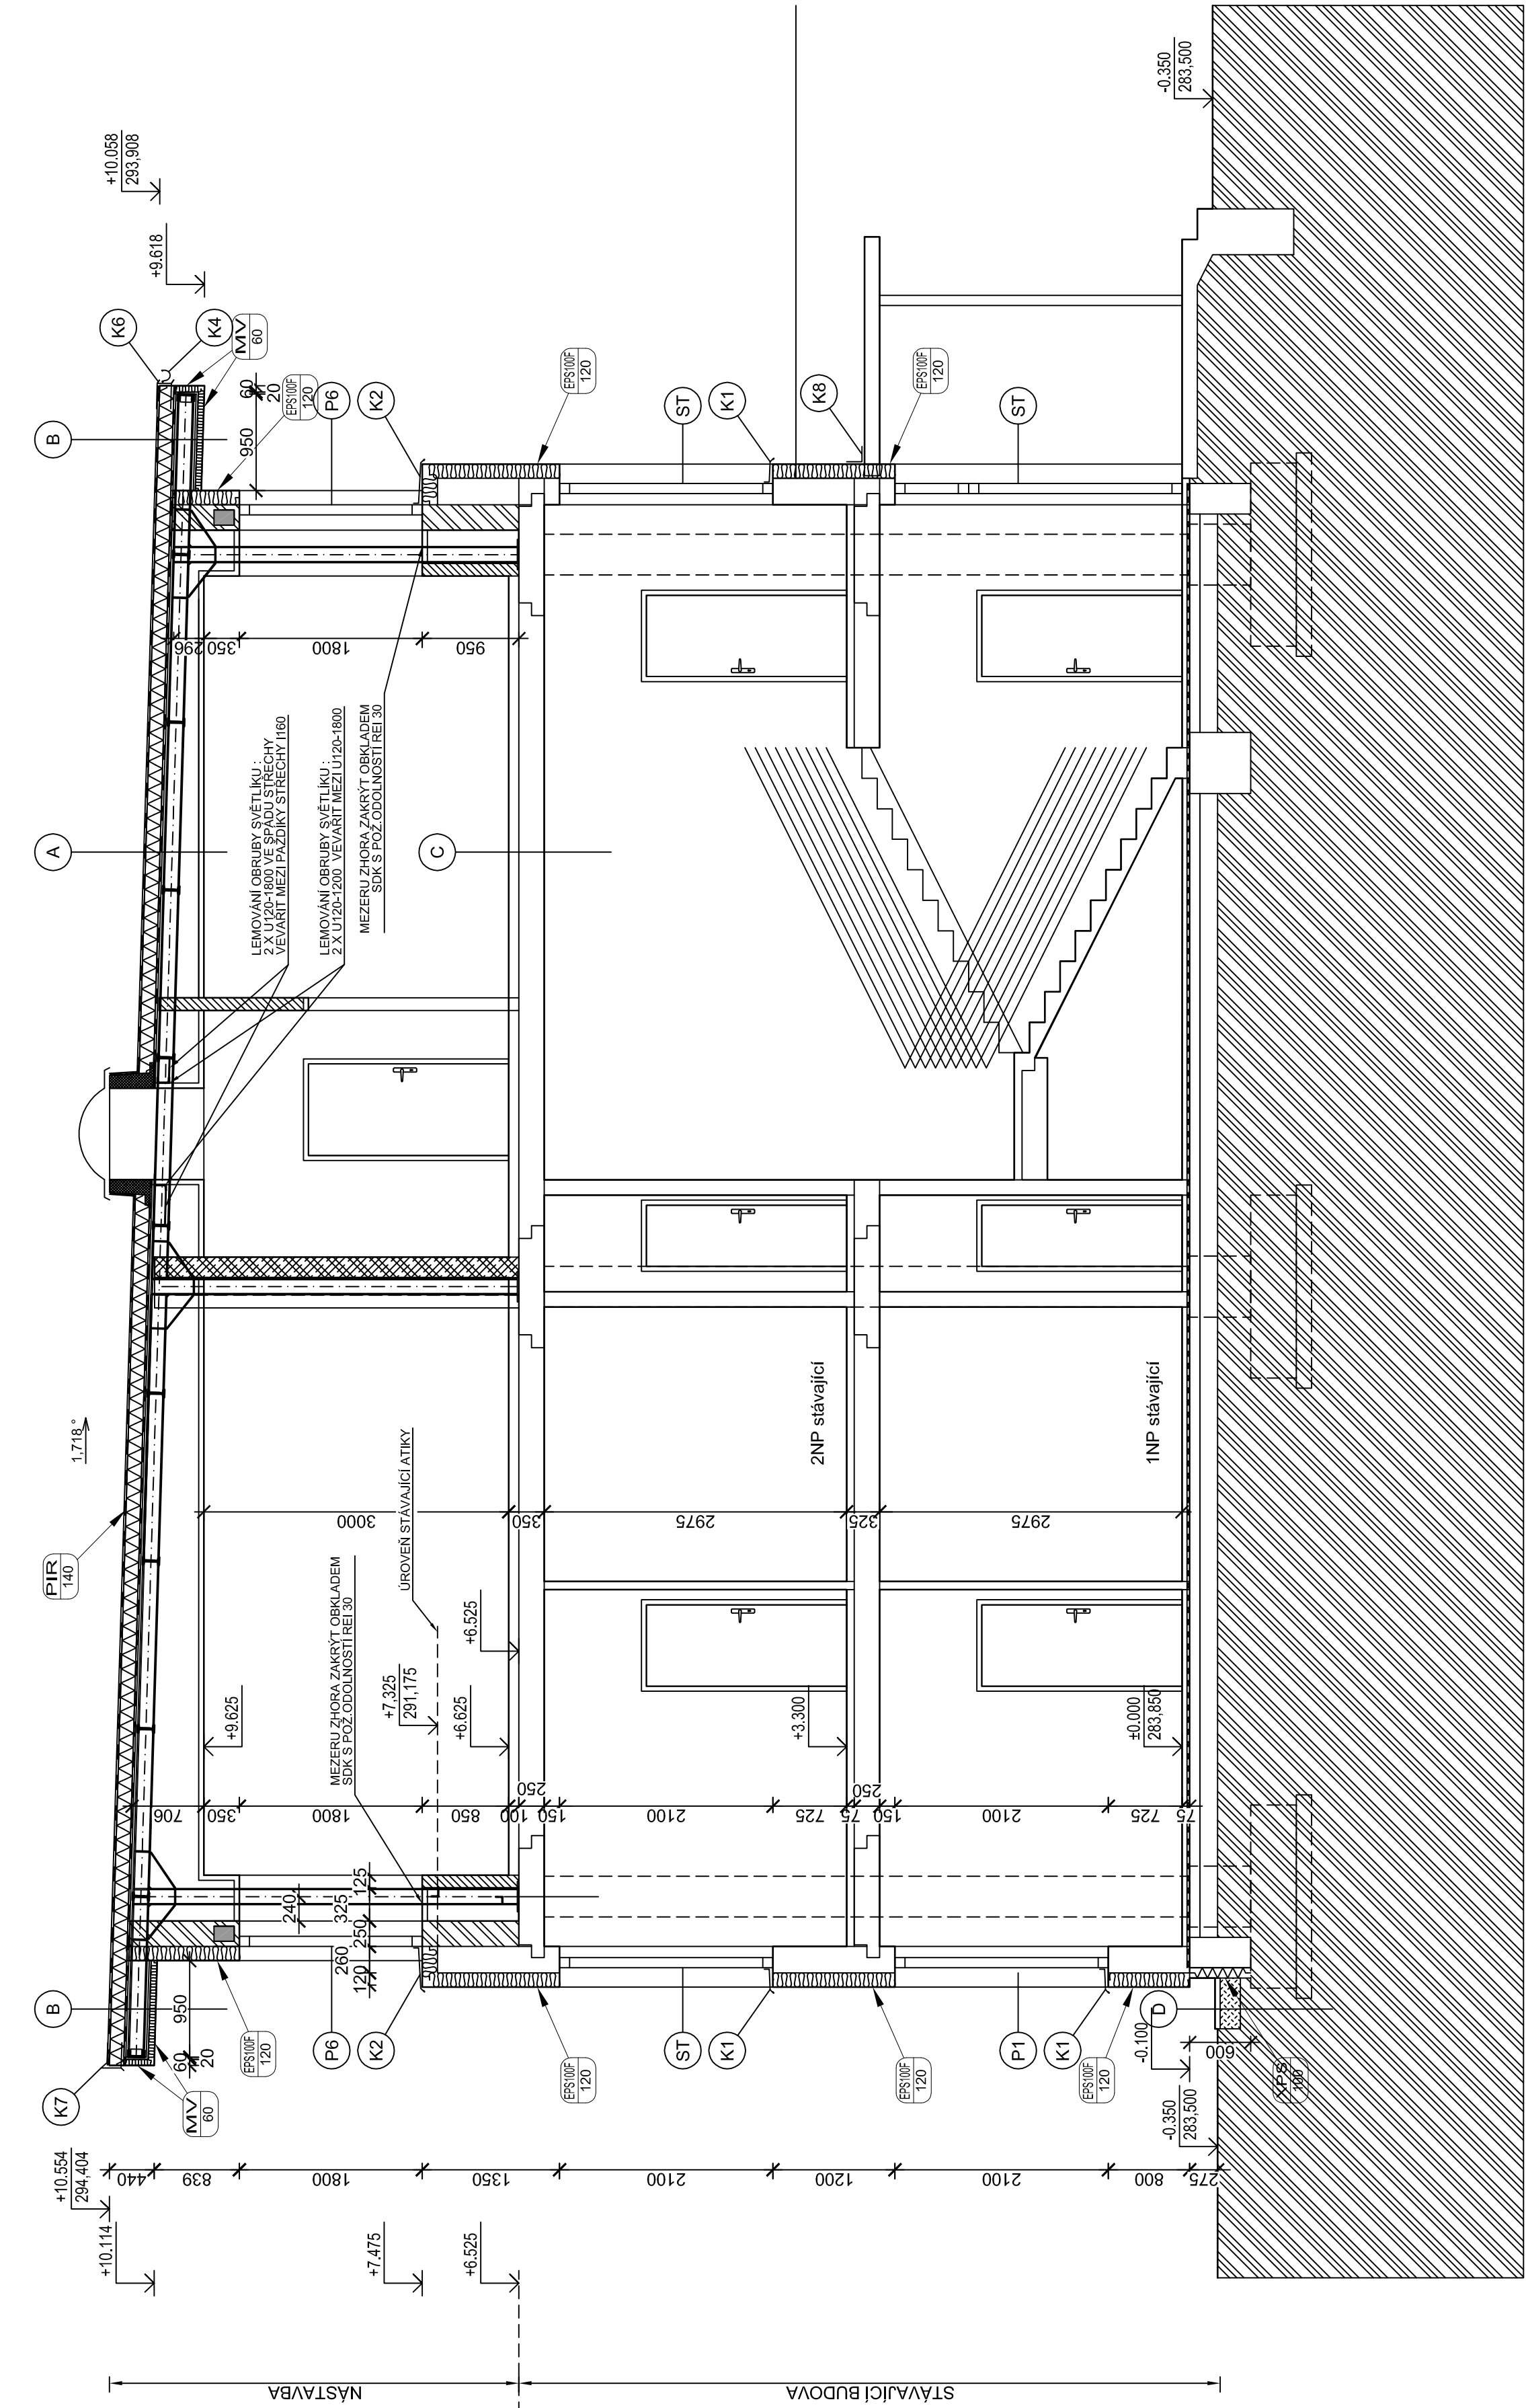 K7
B
PIR
140
1,718°
A
B
K6
+10.058
293,908
+10.554
294,404
+10.114
440
839
MV
60
60
20
950
706
+9.618
K4
MV
60
60
20
950
EPS100F
120
EPS100F
120
296
350
350
+9.625
LEMOVÁNÍ OBRUBY SVĚTLÍKU :
2 X U120-1800 VE SPÁDU STŘECHY
VEVAŘIT MEZI PAŽDÍKY STŘECHY I160
LEMOVÁNÍ OBRUBY SVĚTLÍKU :
2 X U120-1200 VEVAŘIT MEZI U120-1800
MEZERU ZHORA ZAKRÝT OBKLADEM
SDK S POŽ.ODOLNOSTÍ REI 30
MEZERU ZHORA ZAKRÝT OBKLADEM
SDK S POŽ.ODOLNOSTÍ REI 30
ÚROVEŇ STÁVAJÍCÍ ATIKY
P6
K2
1800
1800
240
120
260
250
325
125
3000
1800
P6
K2
NÁSTAVBA
+7.475
+7,325
291,175
+6.625
+6.525
+6.525
1350
850
100
250
150
350
950
C
EPS100F
120
EPS100F
120
ST
K1
2100
2100
2975
ST
K1
2NP stávající
+3.300
1200
725
75
250
150
325
K8
EPS100F
120
EPS100F
120
P1
K1
2100
2100
2975
ST
1NP stávající
±0.000
283,850
EPS100F
120
800
725
75
275
D
-0.100
600
-0.350
283,500
-0.350
283,500
XPS
100
STÁVAJÍCÍ BUDOVA